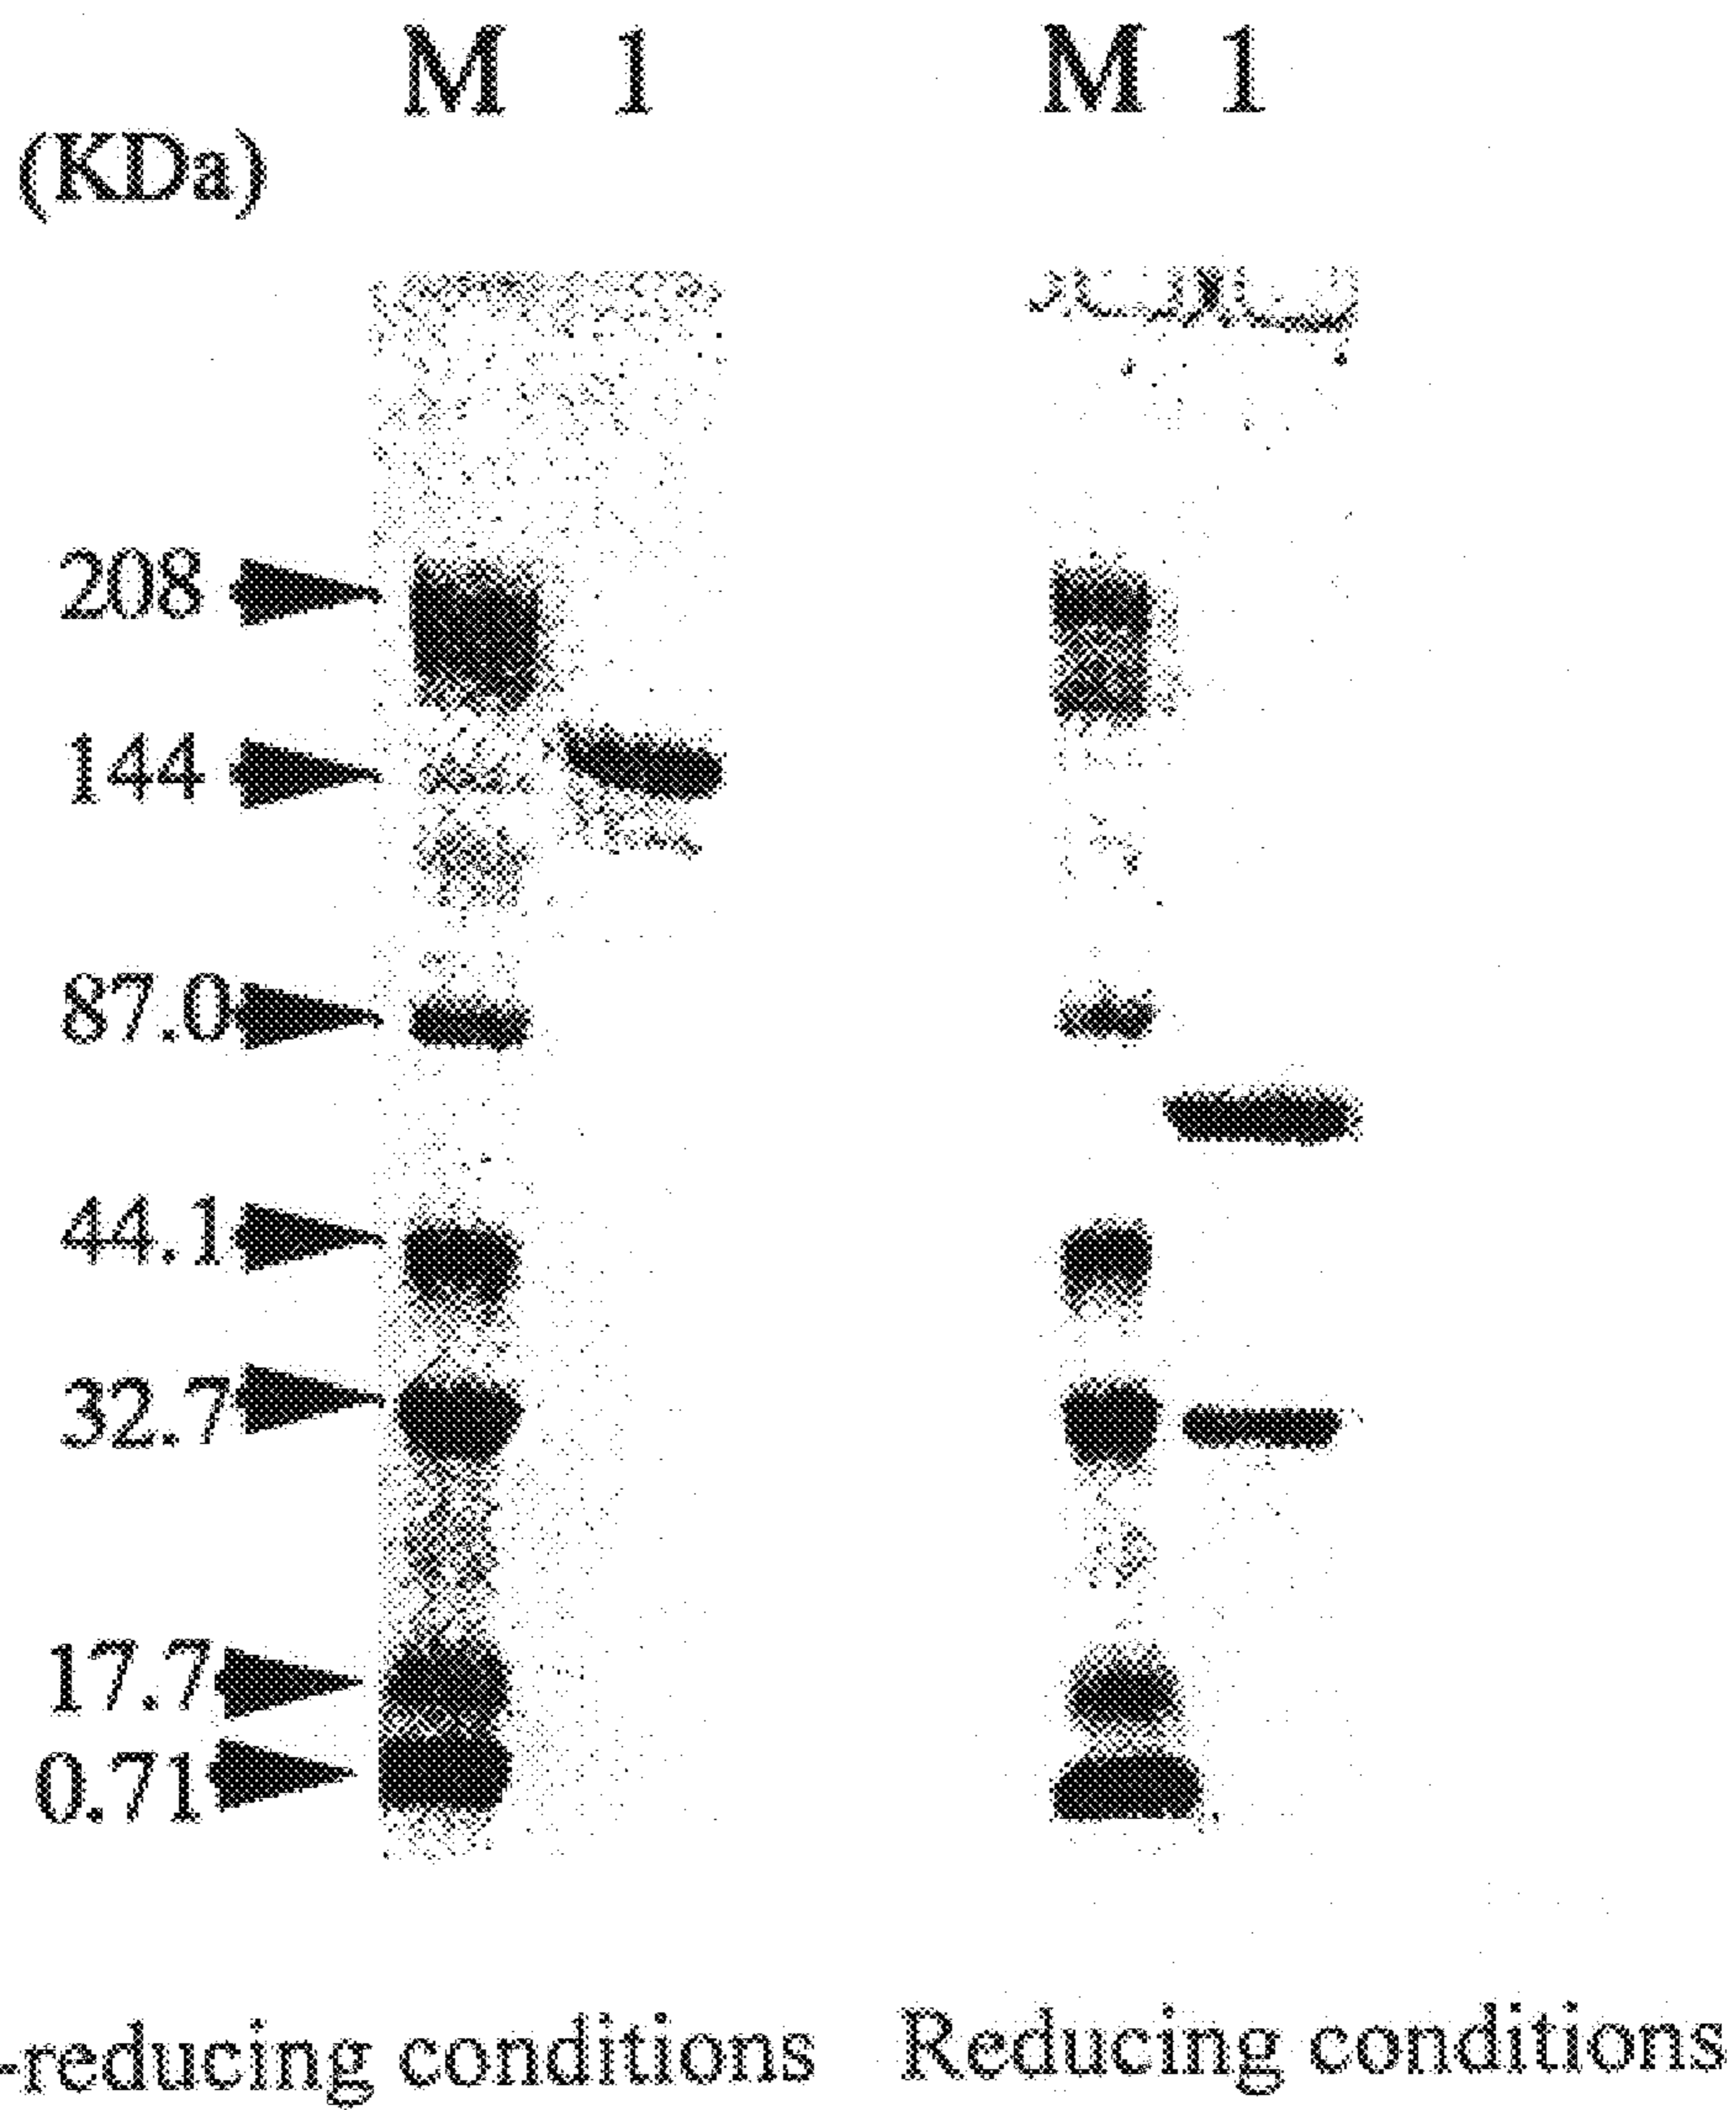 M 1 M 1
(KDa)
208
144
87.0
44.1
32.7
17.7
0.71
-reducing conditions Reducing conditions